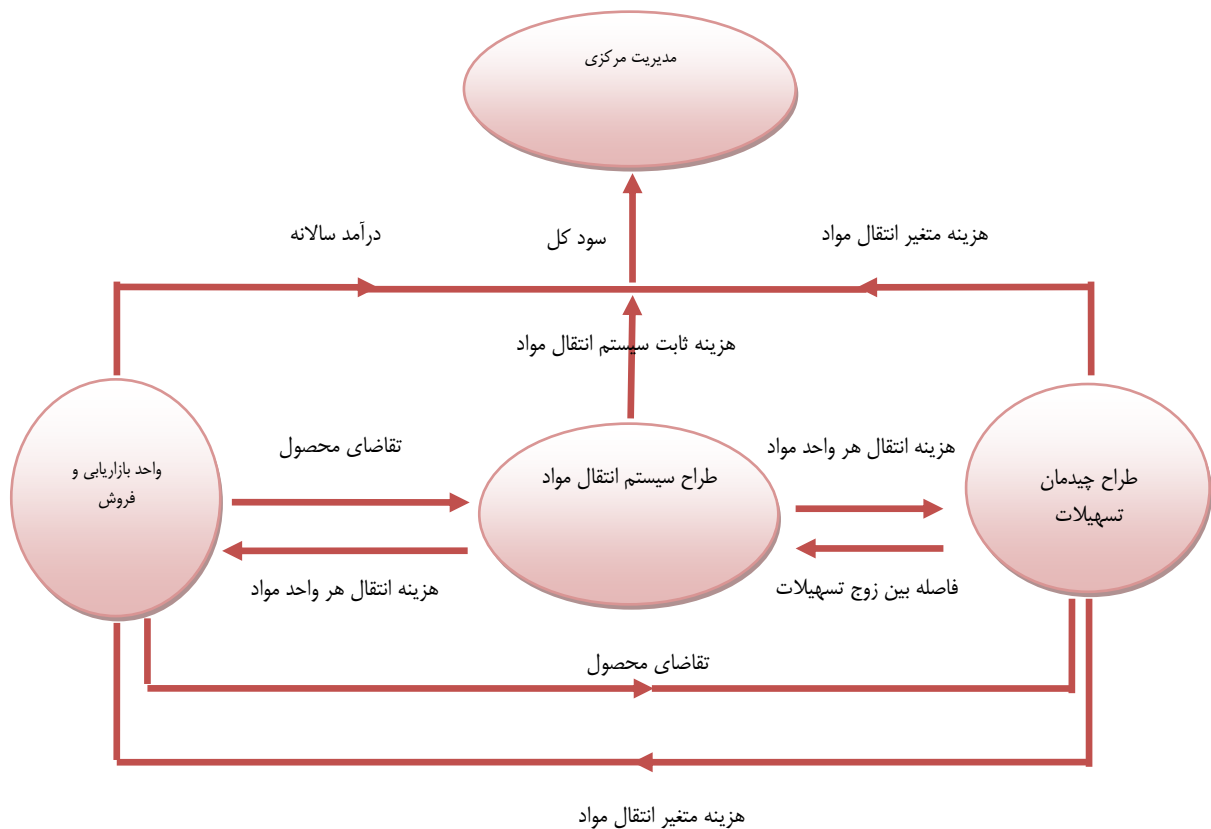 مدیریت مرکزی
درآمد سالانه
سود کل
هزینه متغیر انتقال مواد
هزینه ثابت سیستم انتقال مواد
واحد بازاریابی و
فروش
تقاضای محصول
هزینه انتقال هر واحد مواد
طراح سیستم انتقال مواد
هزینه انتقال هر واحد مواد
فاصله بین زوج تسهیلات
طراح چیدمان
تسهیلات
تقاضای محصول
هزینه متغیر انتقال مواد